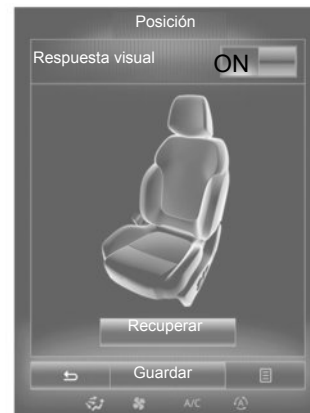 Posición
Respuesta visual ON
Recuperar
Guardar
A/C